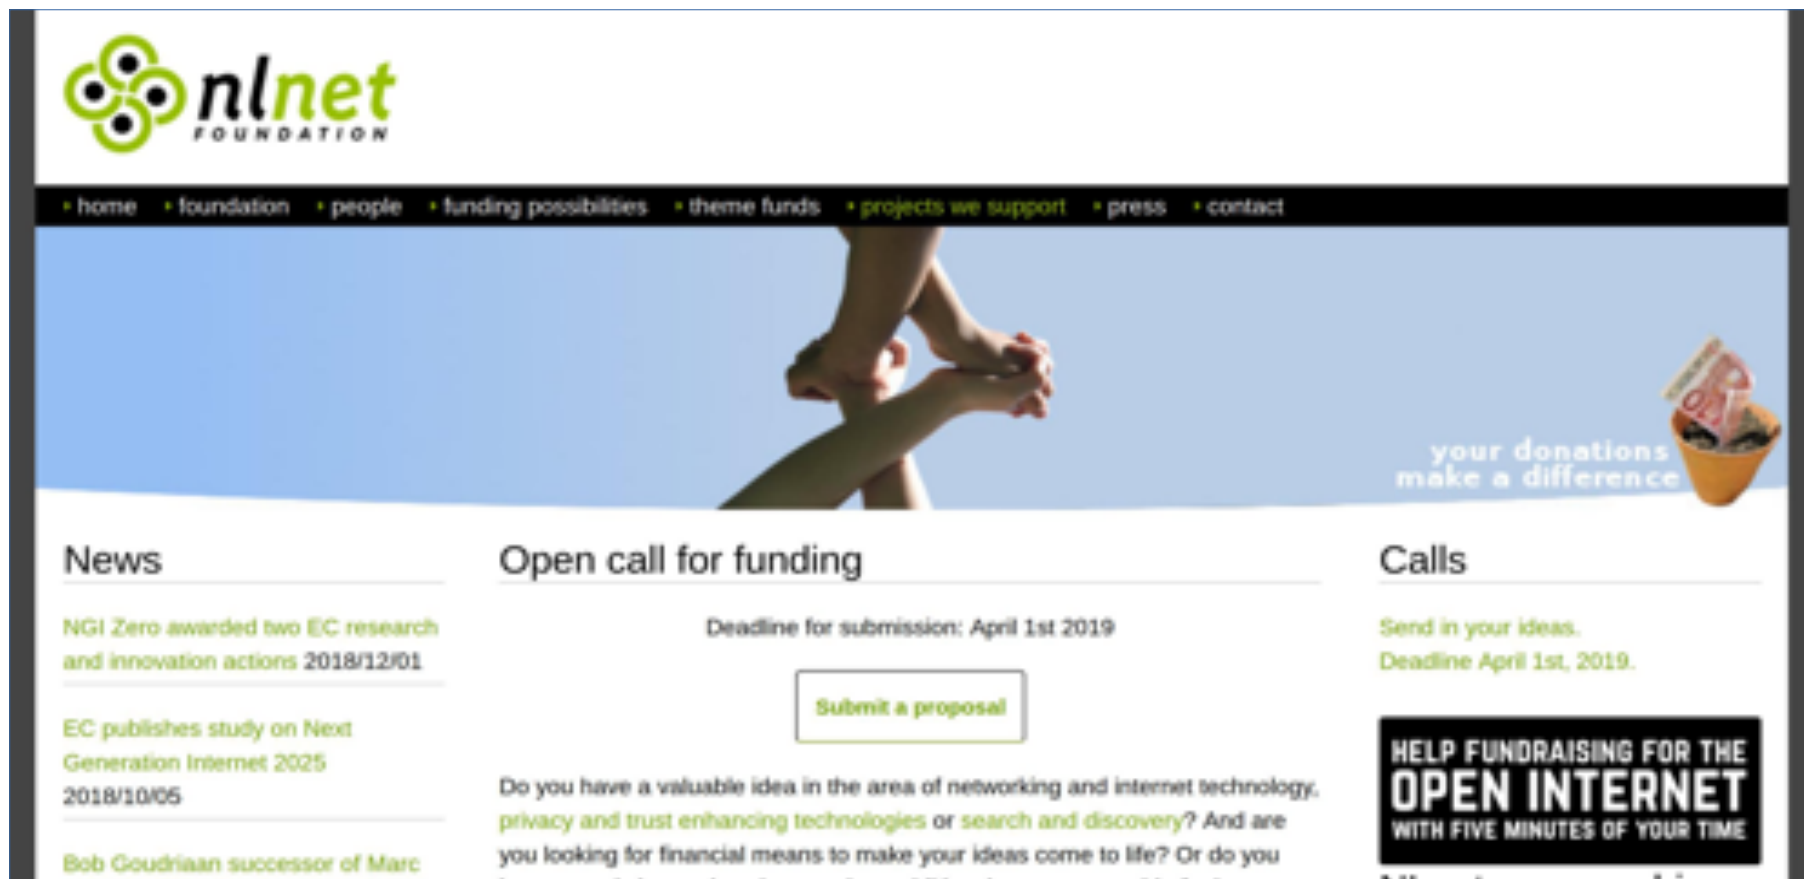 nlnet
FOUNDATION
home foundation people funding possibilities theme funds projects we support press contact
your donations
make a difference
News
NGI Zero awarded two EC research
and innovation actions 2018/12/01
EC publishes study on Next
Generation Internet 2025
2018/10/05
Bob Goudriaan successor of Marc
Open call for funding
Deadline for submission: April 1st 2019
Submit a proposal
Do you have a valuable idea in the area of networking and internet technology,
privacy and trust enhancing technologies or search and discovery? And are
you looking for financial means to make your ideas come to life? Or do you
Calls
Send in your ideas.
Deadline April 1st, 2019.
HELP FUNDRAISING FOR THE
OPEN INTERNET
WITH FIVE MINUTES OF YOUR TIME